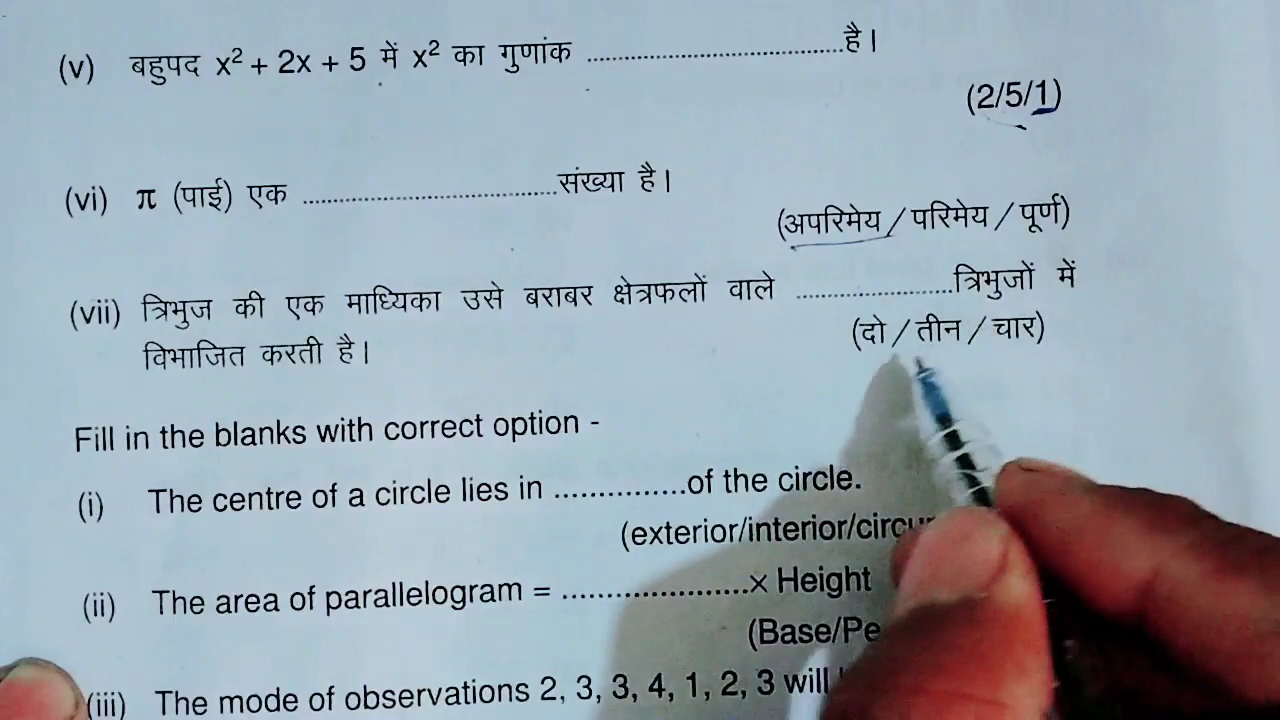 (v) बहुपद x² + 2x + 5 में x² का गुणांक ..............................है।
(2/5/1)
(vi) π (पाई) एक ..............................संख्या है।
(अपरिमेय / परिमेय / पूर्ण)
(vii) त्रिभुज की एक माध्यिका उसे बराबर क्षेत्रफलों वाले ....................त्रिभुजों में
विभाजित करती है। (दो / तीन / चार)
Fill in the blanks with correct option -
(i) The centre of a circle lies in ...............of the circle.
(exterior/interior/
(ii) The area of parallelogram = .....................× Height
(Base/
(iii) The mode of observations 2, 3, 3, 4, 1, 2, 3 will